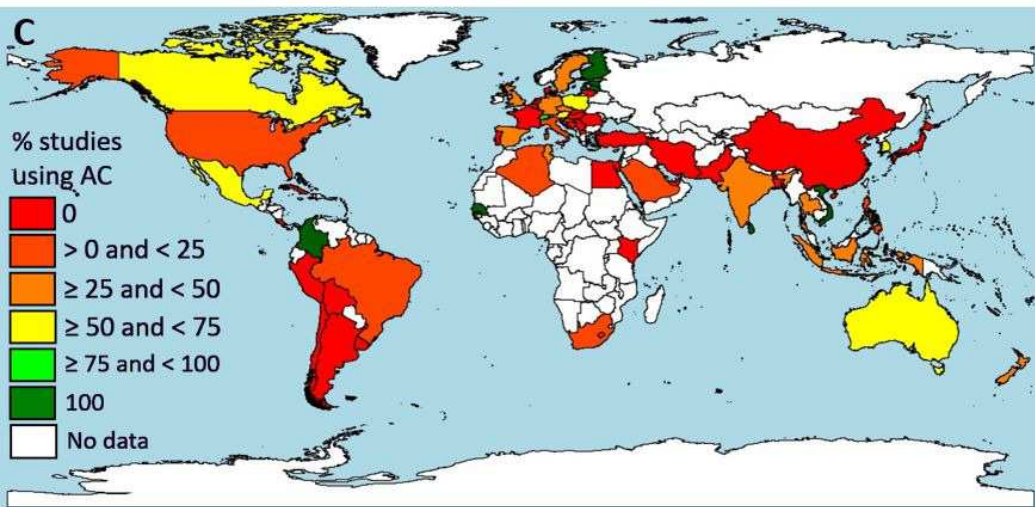 C
% studies
using AC
0
> 0 and < 25
≥ 25 and < 50
≥ 50 and < 75
≥ 75 and < 100
100
No data